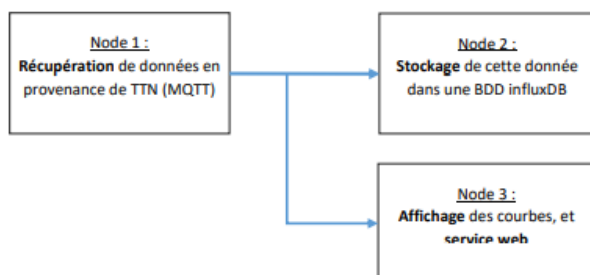 Node 1 :
Récupération de données en
provenance de TTN (MQTT)
Node 2 :
Stockage de cette donnée
dans une BDD influxDB
Node 3 :
Affichage des courbes, et
service web